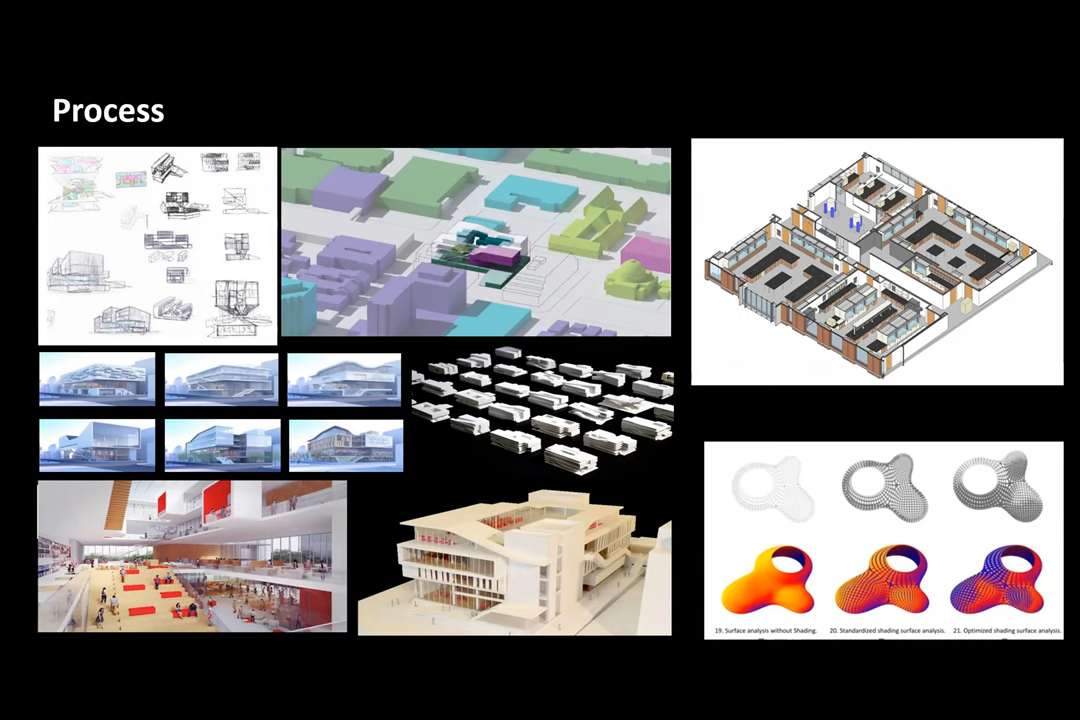 Process
19. Surface analysis without Shading.
20. Standardized shading surface analysis.
21. Optimized shading surface analysis.